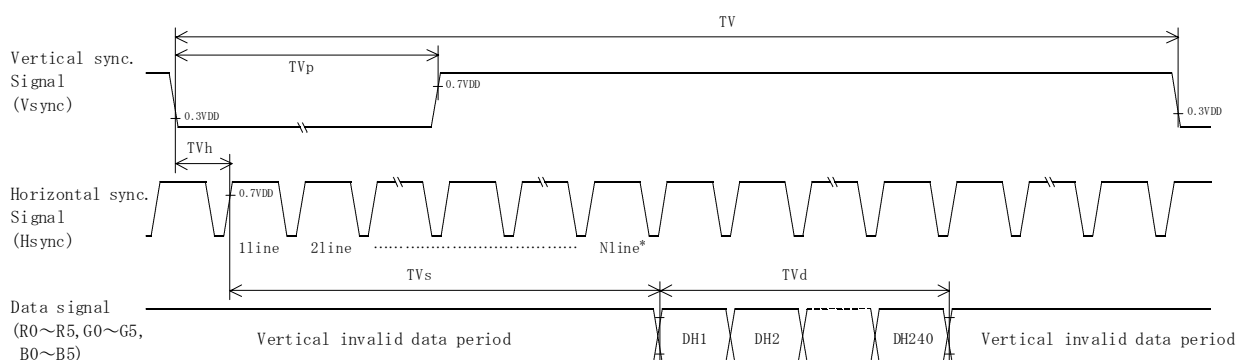 TV
Vertical sync.
Signal
(Vsync)
TVp
0.7VDD
0.3VDD
0.3VDD
TVh
Horizontal sync.
Signal
(Hsync)
0.7VDD
1line 2line ...................................... Nline*
TVs TVd
Data signal
(R0~R5,G0~G5,
B0~B5)
Vertical invalid data period DH1 DH2 DH240 Vertical invalid data period